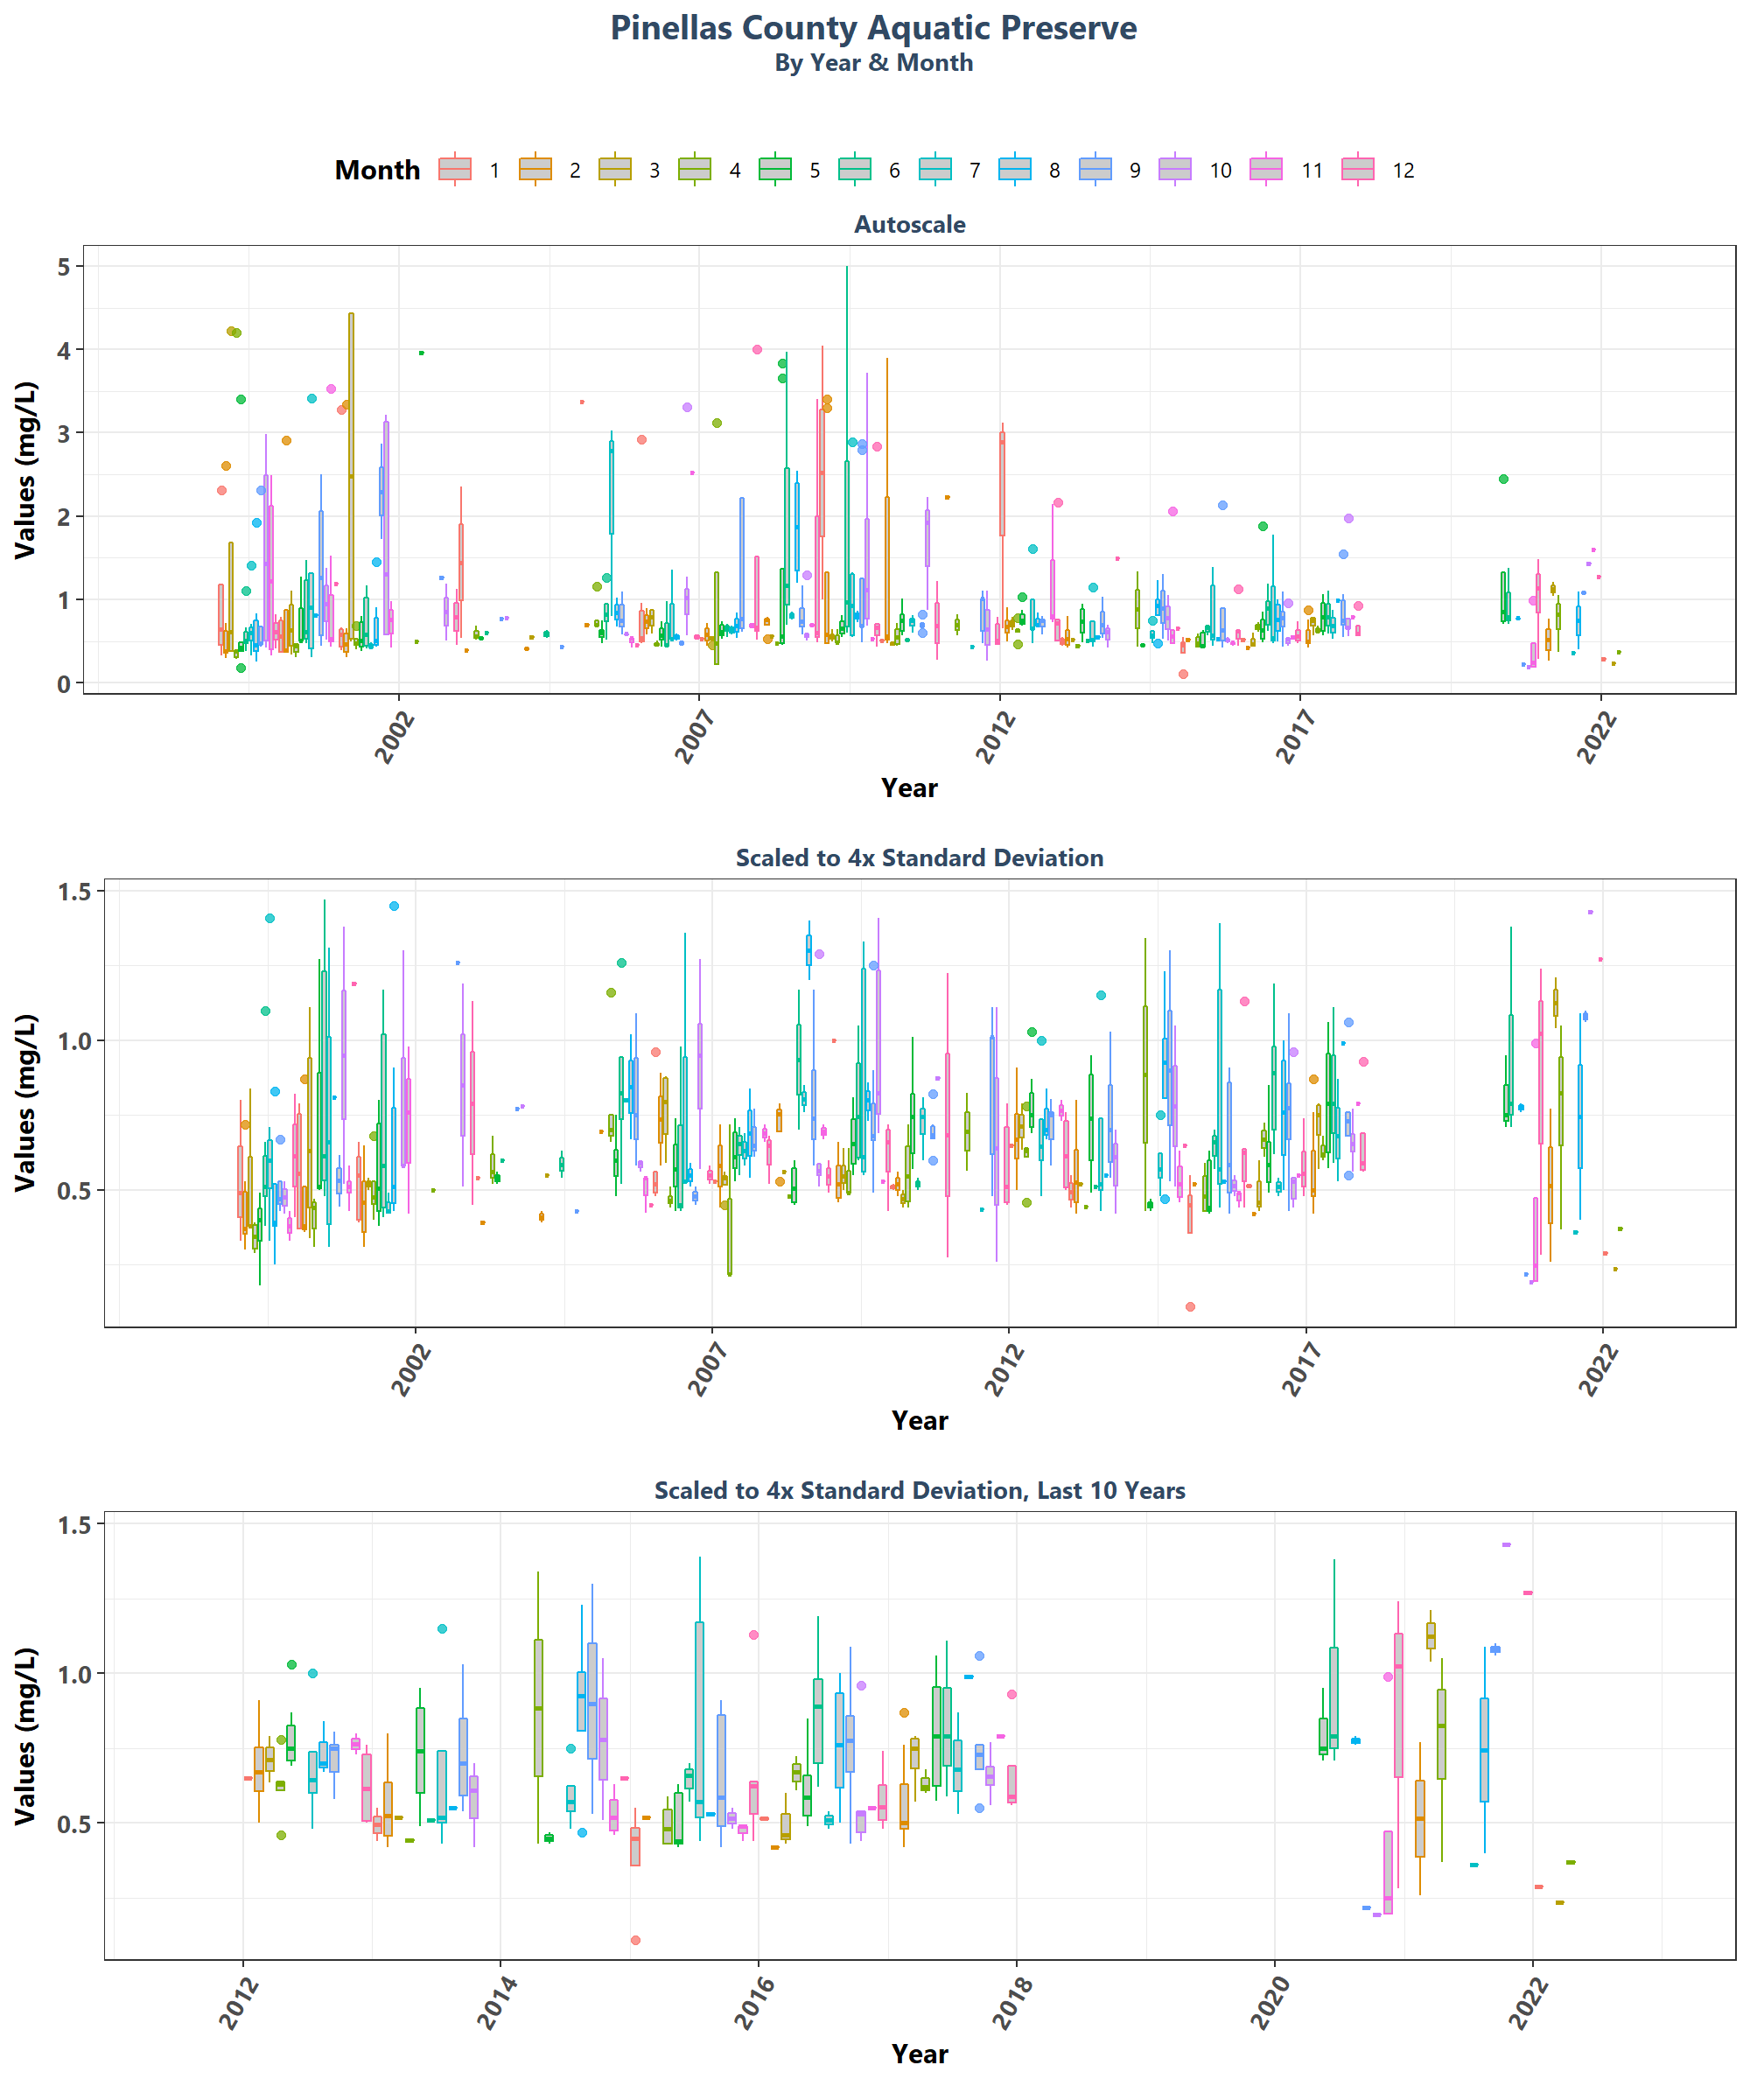 Pinellas County Aquatic Preserve
By Year & Month
Month 1 2 3 4 5 6 7 8 9 10 11 12
Autoscale
Values (mg/L)
5
4
3
2
1
0
2002 2007 2012 2017 2022
Year
Scaled to 4x Standard Deviation
Values (mg/L)
1.5
1.0
0.5
2002 2007 2012 2017 2022
Year
Scaled to 4x Standard Deviation, Last 10 Years
Values (mg/L)
1.5
1.0
0.5
2012 2014 2016 2018 2020 2022
Year